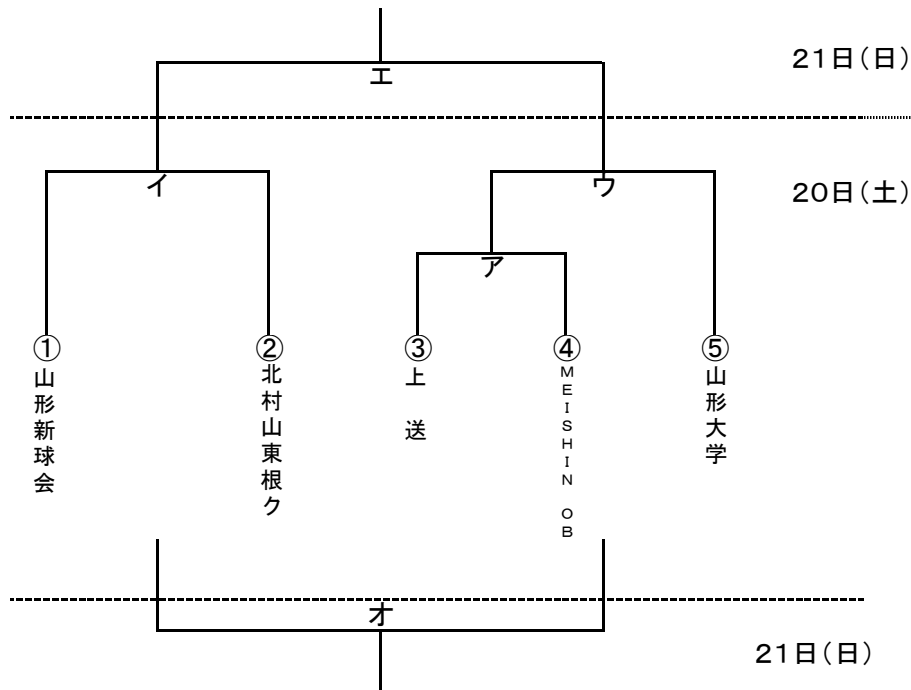 エ
21日(日)
イ
ウ
20日(土)
ア
①
山形新球会
②
北村山東根ク
③
上 送
④
MEISHIN OB
⑤
山形大学
オ
21日(日)